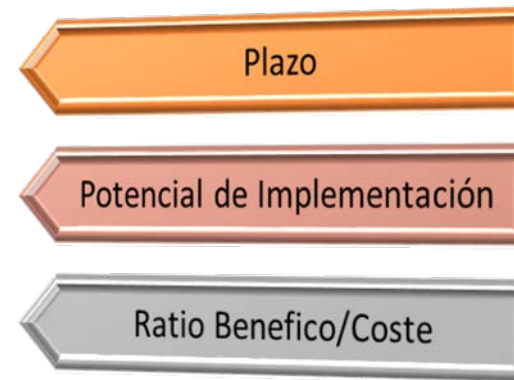 Plazo
Potencial de Implementación
Ratio Benefico/Coste